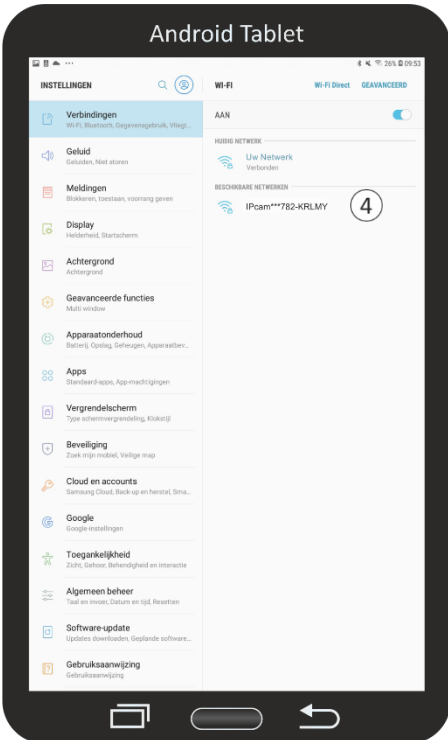 Android Tablet
26% 09:53
INSTELLINGEN
WI-FI
Wi-Fi Direct
GEAVANCEERD
Verbindingen
Wi-Fi, Bluetooth, Gegevensgebruik, Vliegt...
AAN
HUIDIG NETWERK
Uw Netwerk
Verbonden
BESCHIKBARE NETWERKEN
IPcam***782-KRLMY
4
Geluid
Geluiden, Niet storen
Meldingen
Blokkeren, toestaan, voorrang geven
Display
Helderheid, Startscherm
Achtergrond
Achtergrond
Geavanceerde functies
Multi window
Apparaatonderhoud
Batterij, Opslag, Geheugen, Apparaatbev...
Apps
Standaard-apps, App-machtigingen
Vergrendelscherm
Type schermvergrendeling, Klokstijl
Beveiliging
Zoek mijn mobiel, Veilige map
Cloud en accounts
Samsung Cloud, Back-up en herstel, Sma...
Google
Google-instellingen
Toegankelijkheid
Zicht, Gehoor, Behendigheid en interactie
Algemeen beheer
Taal en invoer, Datum en tijd, Resetten
Software-update
Updates downloaden, Geplande software...
Gebruiksaanwijzing
Gebruiksaanwijzing